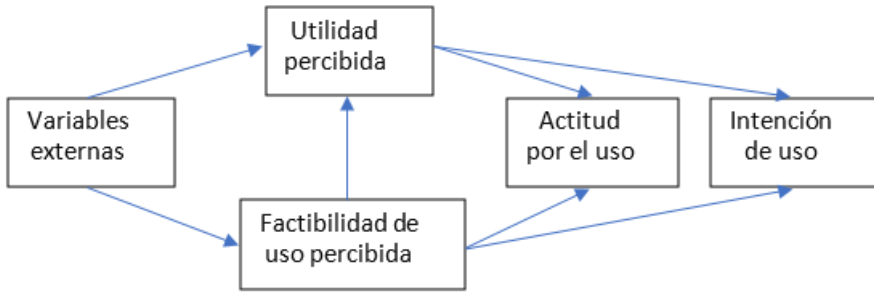 Utilidad
percibida
Variables
externas
Actitud
por el uso
Intención
de uso
Factibilidad de
uso percibida